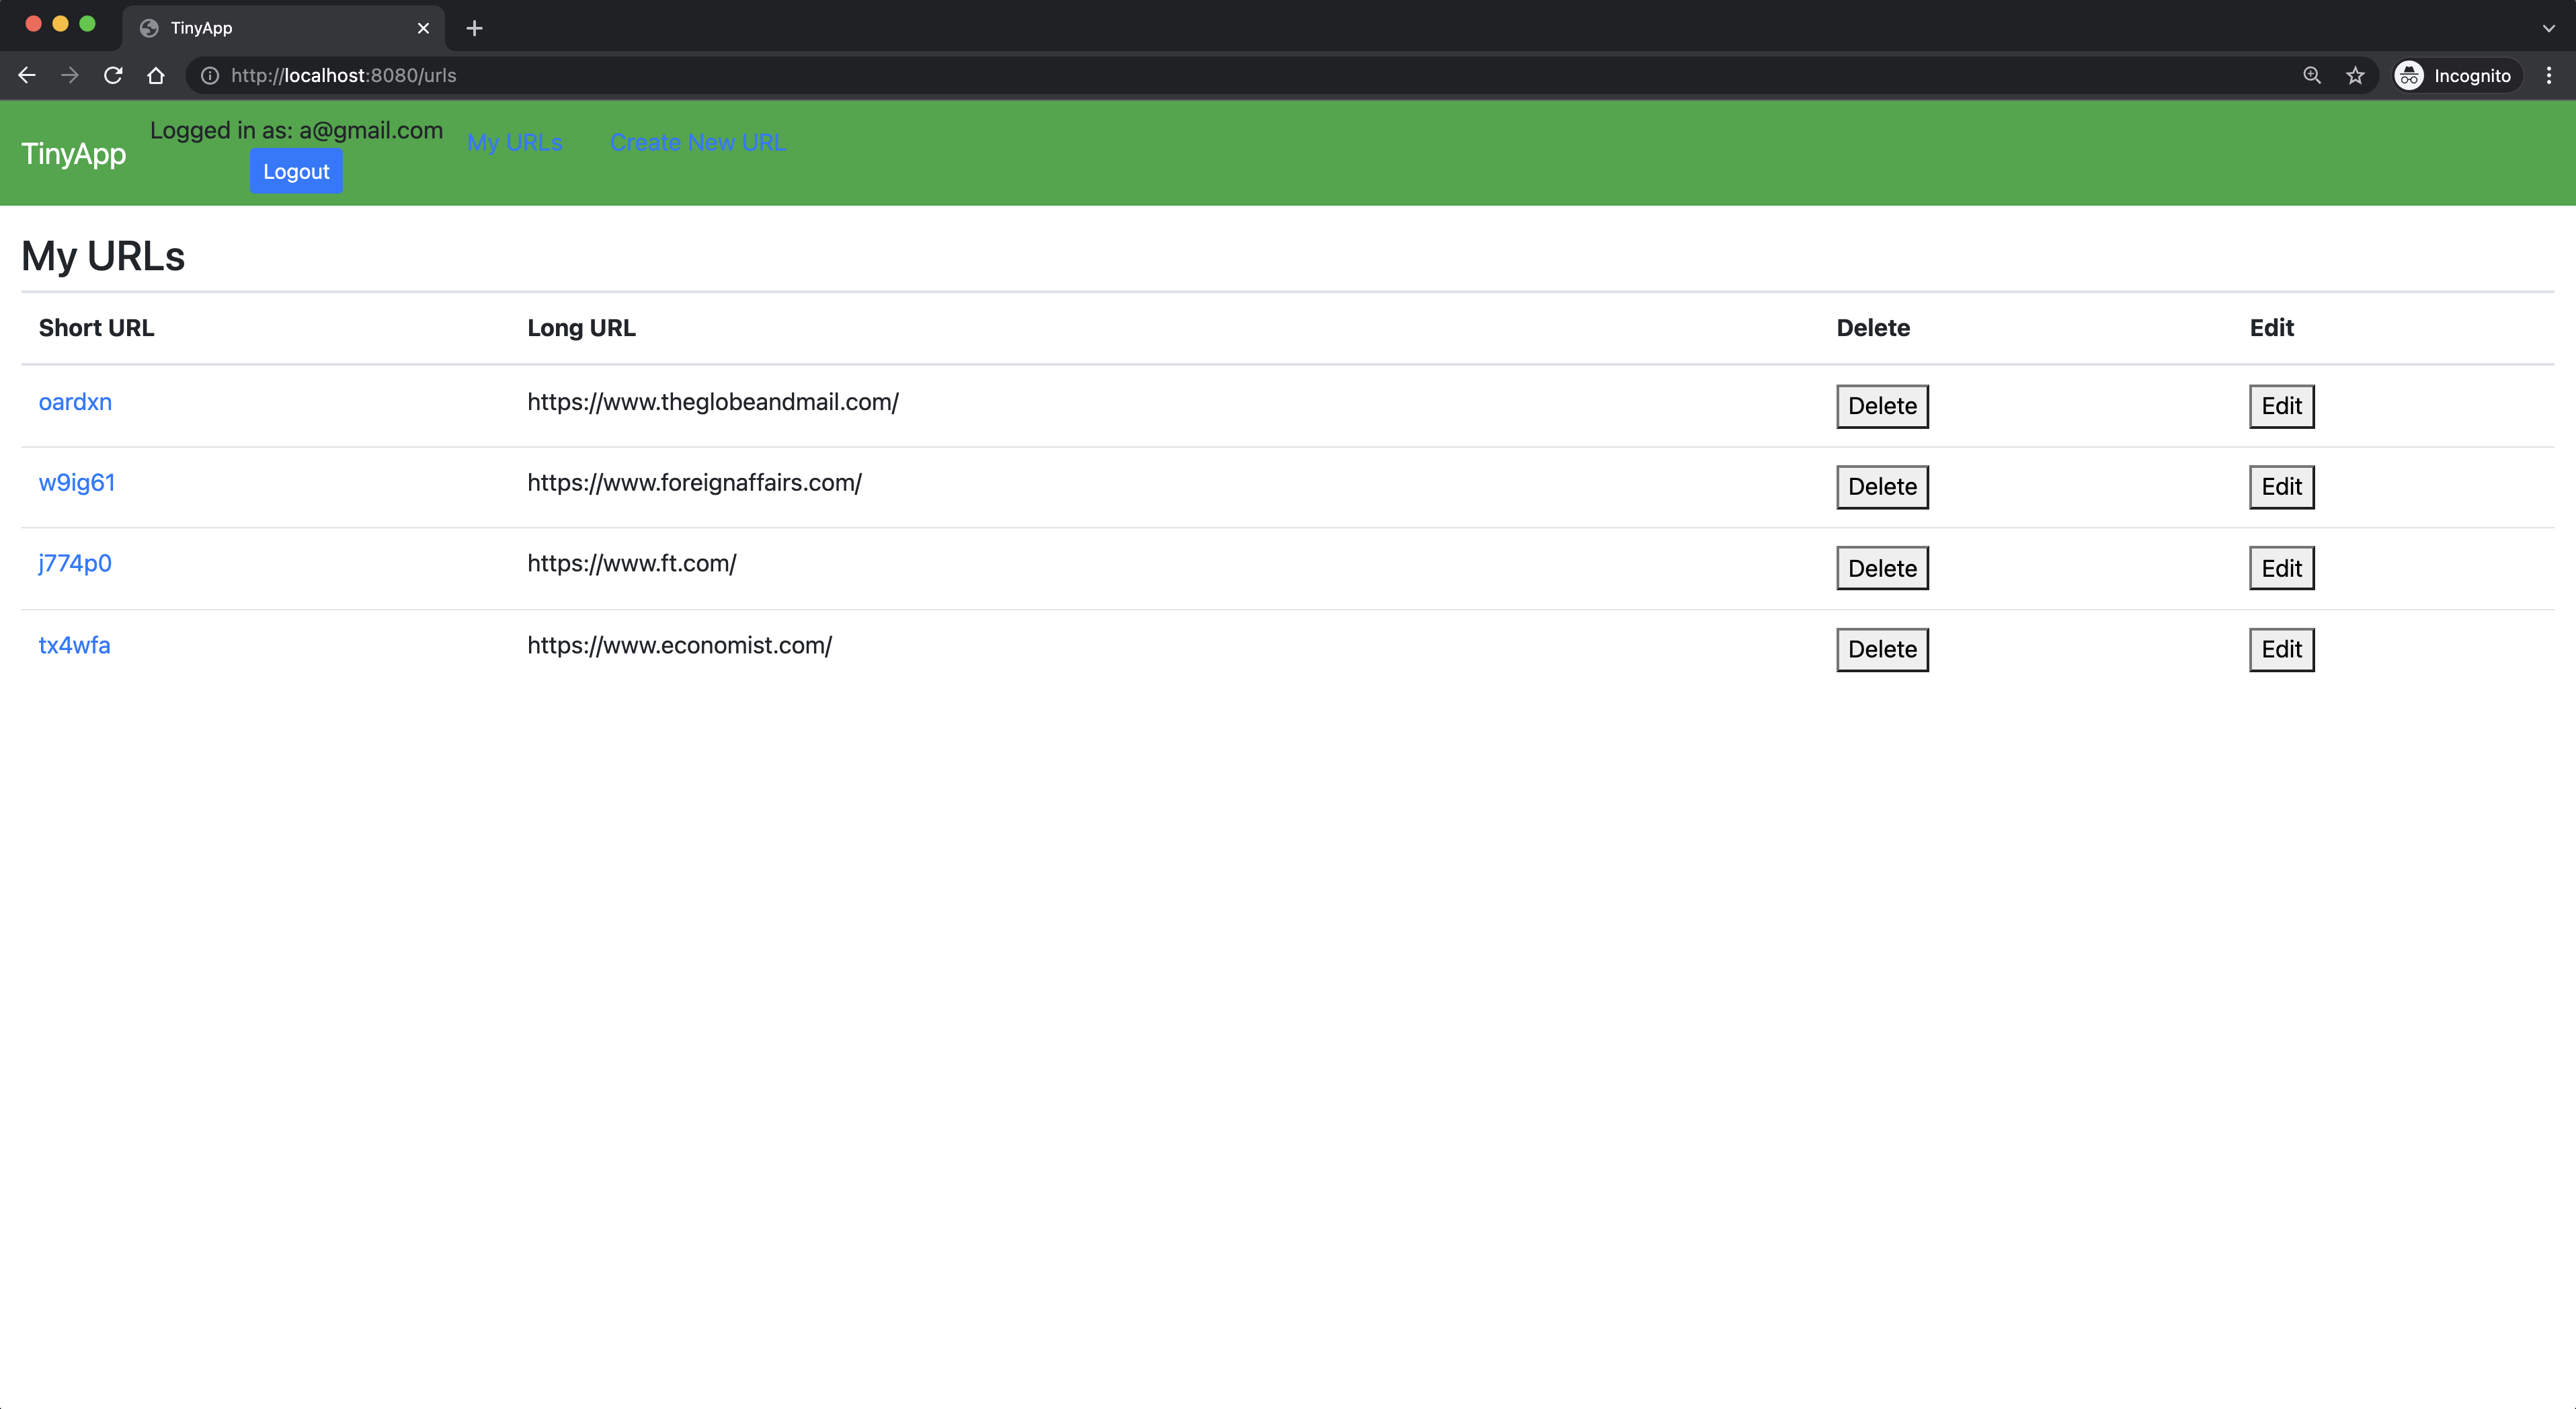 TinyApp
http://localhost:8080/urls
Incognito
TinyApp
Logged in as: a@gmail.com
Logout
My URLs
Create New URL
My URLs
Short URL Long URL Delete Edit
oardxn https://www.theglobeandmail.com/ Delete Edit
w9ig61 https://www.foreignaffairs.com/ Delete Edit
j774p0 https://www.ft.com/ Delete Edit
tx4wfa https://www.economist.com/ Delete Edit